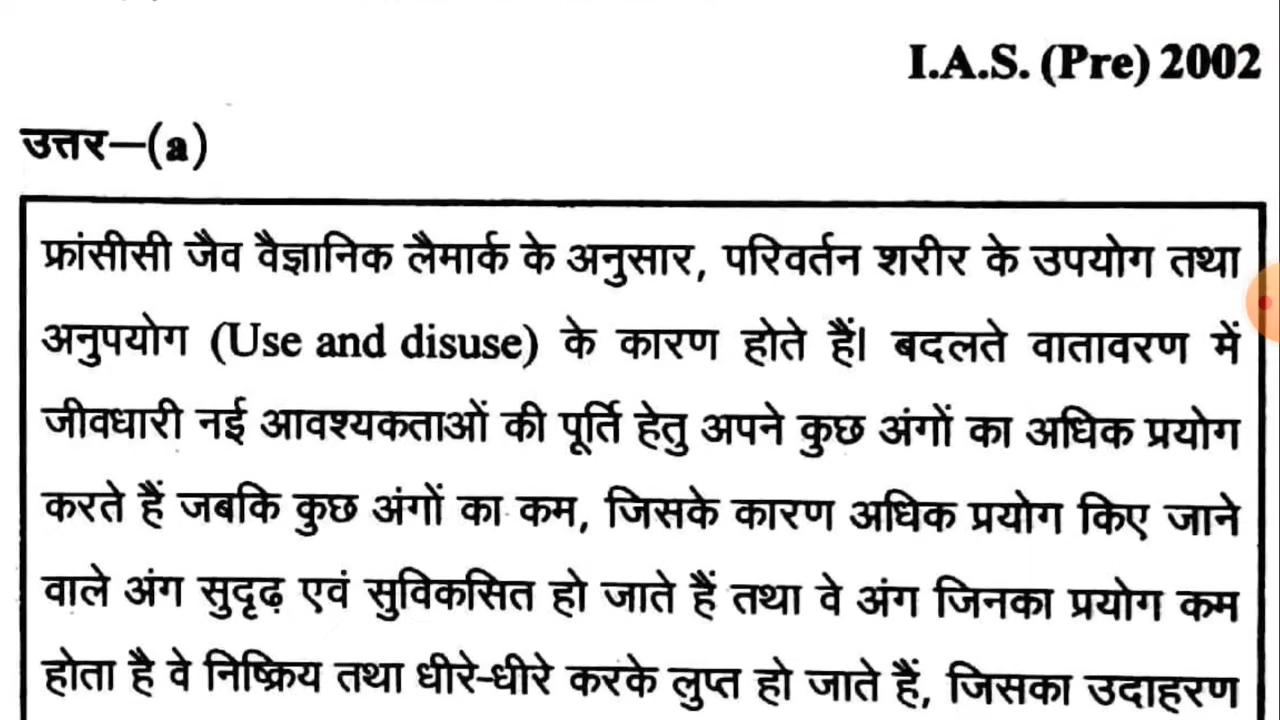 I.A.S. (Pre) 2002
उत्तर—(a)
फ्रांसीसी जैव वैज्ञानिक लैमार्क के अनुसार, परिवर्तन शरीर के उपयोग तथा
अनुपयोग (Use and disuse) के कारण होते हैं। बदलते वातावरण में
जीवधारी नई आवश्यकताओं की पूर्ति हेतु अपने कुछ अंगों का अधिक प्रयोग
करते हैं जबकि कुछ अंगों का कम, जिसके कारण अधिक प्रयोग किए जाने
वाले अंग सुदृढ़ एवं सुविकसित हो जाते हैं तथा वे अंग जिनका प्रयोग कम
होता है वे निष्क्रिय तथा धीरे-धीरे करके लुप्त हो जाते हैं, जिसका उदाहरण